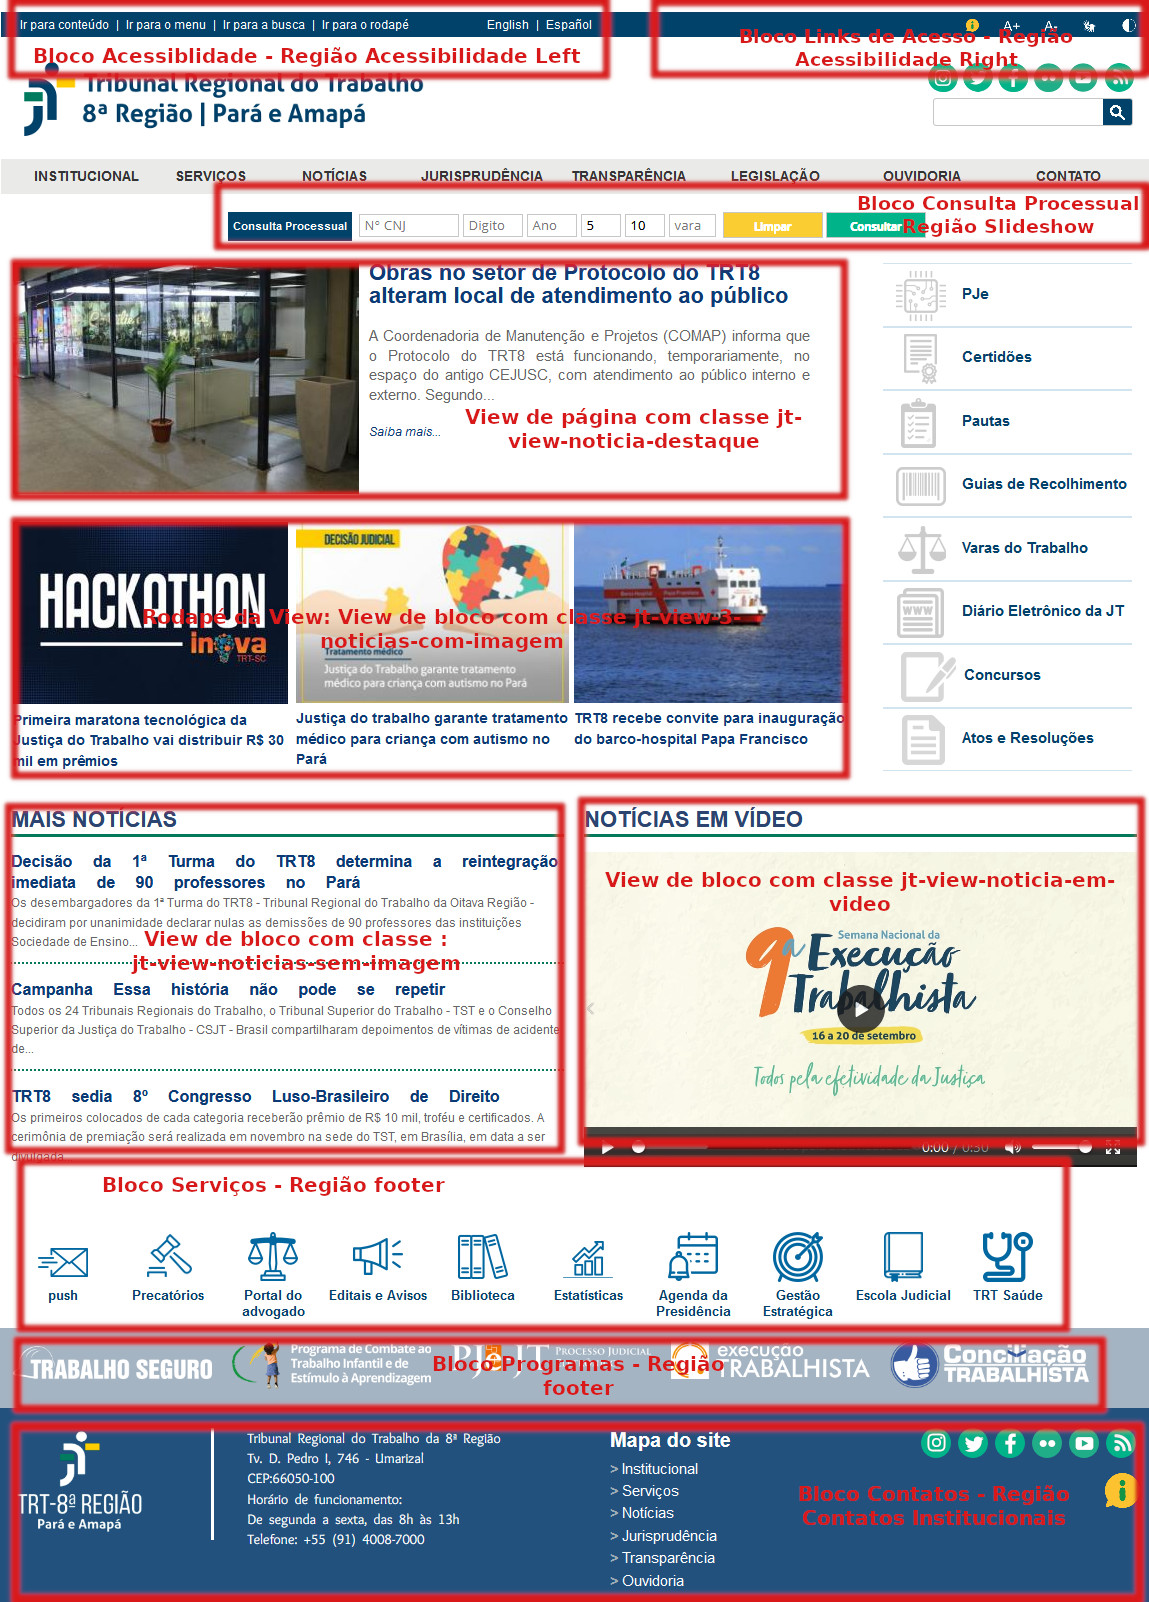 Ir para conteúdo | Ir para o menu | Ir para a busca | Ir para o rodapé
English | Español
A+ A-
Bloco Acessiblidade - Região Acessibilidade Left
Bloco Links de Acesso - Região
Acessibilidade Right
Tribunal Regional do Trabalho
8ª Região | Pará e Amapá
INSTITUCIONAL SERVIÇOS NOTÍCIAS JURISPRUDÊNCIA TRANSPARÊNCIA LEGISLAÇÃO OUVIDORIA CONTATO
Bloco Consulta Processual
Região Slideshow
Consulta Processual N° CNJ Digito Ano 5 10 vara Limpar Consultar
Obras no setor de Protocolo do TRT8
alteram local de atendimento ao público
A Coordenadoria de Manutenção e Projetos (COMAP) informa que
o Protocolo do TRT8 está funcionando, temporariamente, no
espaço do antigo CEJUSC, com atendimento ao público interno e
externo. Segundo...
Saiba mais...
View de página com classe jt-
view-noticia-destaque
PJe
Certidões
Pautas
Guias de Recolhimento
Varas do Trabalho
WWW
Diário Eletrônico da JT
Concursos
Atos e Resoluções
HACKATHON
inova
TRT-SC
DECISÃO JUDICIAL
Tratamento médico
Justiça do Trabalho garante tratamento
médico para criança com autismo no Pará
Rodapé da View: View de bloco com classe jt-view-3-
noticias-com-imagem
Primeira maratona tecnológica da
Justiça do Trabalho vai distribuir R$ 30
mil em prêmios
Justiça do trabalho garante tratamento
médico para criança com autismo no
Pará
TRT8 recebe convite para inauguração
do barco-hospital Papa Francisco
MAIS NOTÍCIAS
Decisão da 1ª Turma do TRT8 determina a reintegração
imediata de 90 professores no Pará
Os desembargadores da 1ª Turma do TRT8 - Tribunal Regional do Trabalho da Oitava Região -
decidiram por unanimidade declarar nulas as demissões de 90 professores das instituições
Sociedade de Ensino...
View de bloco com classe :
jt-view-noticias-sem-imagem
Campanha Essa história não pode se repetir
Todos os 24 Tribunais Regionais do Trabalho, o Tribunal Superior do Trabalho - TST e o Conselho
Superior da Justiça do Trabalho - CSJT - Brasil compartilharam depoimentos de vítimas de acidente
de...
TRT8 sedia 8º Congresso Luso-Brasileiro de Direito
Os primeiros colocados de cada categoria receberão prêmio de R$ 10 mil, troféu e certificados. A
cerimônia de premiação será realizada em novembro na sede do TST, em Brasília, em data a ser
divulgada
NOTÍCIAS EM VÍDEO
View de bloco com classe jt-view-noticia-em-
video
Semana Nacional da
9ª Execução
Trabalhista
16 a 20 de setembro
Todos pela efetividade da Justiça
0:00 / 0:30
Bloco Serviços - Região footer
push
Precatórios
Portal do
advogado
Editais e Avisos
Biblioteca
Estatísticas
Agenda da
Presidência
Gestão
Estratégica
Escola Judicial
TRT Saúde
TRABALHO SEGURO
Programa de Combate ao
Trabalho Infantil e de
Estímulo à Aprendizagem
PJeJT PROCESSO JUDICIAL
execução
TRABALHISTA
Conciliação
TRABALHISTA
Bloco Programas - Região
footer
TRT-8ª REGIÃO
Pará e Amapá
Tribunal Regional do Trabalho da 8ª Região
Tv. D. Pedro I, 746 - Umarizal
CEP:66050-100
Horário de funcionamento:
De segunda a sexta, das 8h às 13h
Telefone: +55 (91) 4008-7000
Mapa do site
> Institucional
> Serviços
> Notícias
> Jurisprudência
> Transparência
> Ouvidoria
Bloco Contatos - Região
Contatos Institucionais